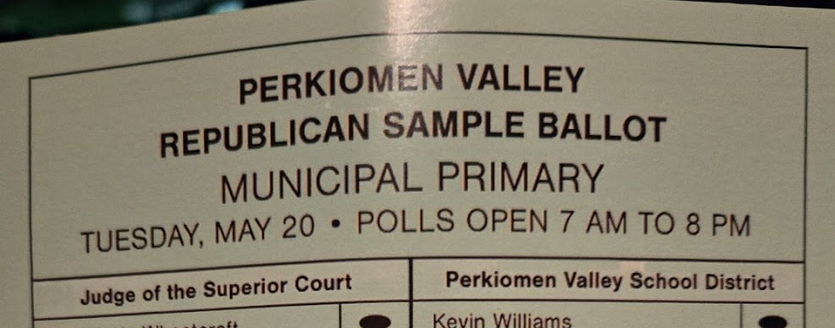 PERKIOMEN VALLEY
REPUBLICAN SAMPLE BALLOT
MUNICIPAL PRIMARY
TUESDAY, MAY 20 • POLLS OPEN 7 AM TO 8 PM
Judge of the Superior Court
Perkiomen Valley School District
Kevin Williams